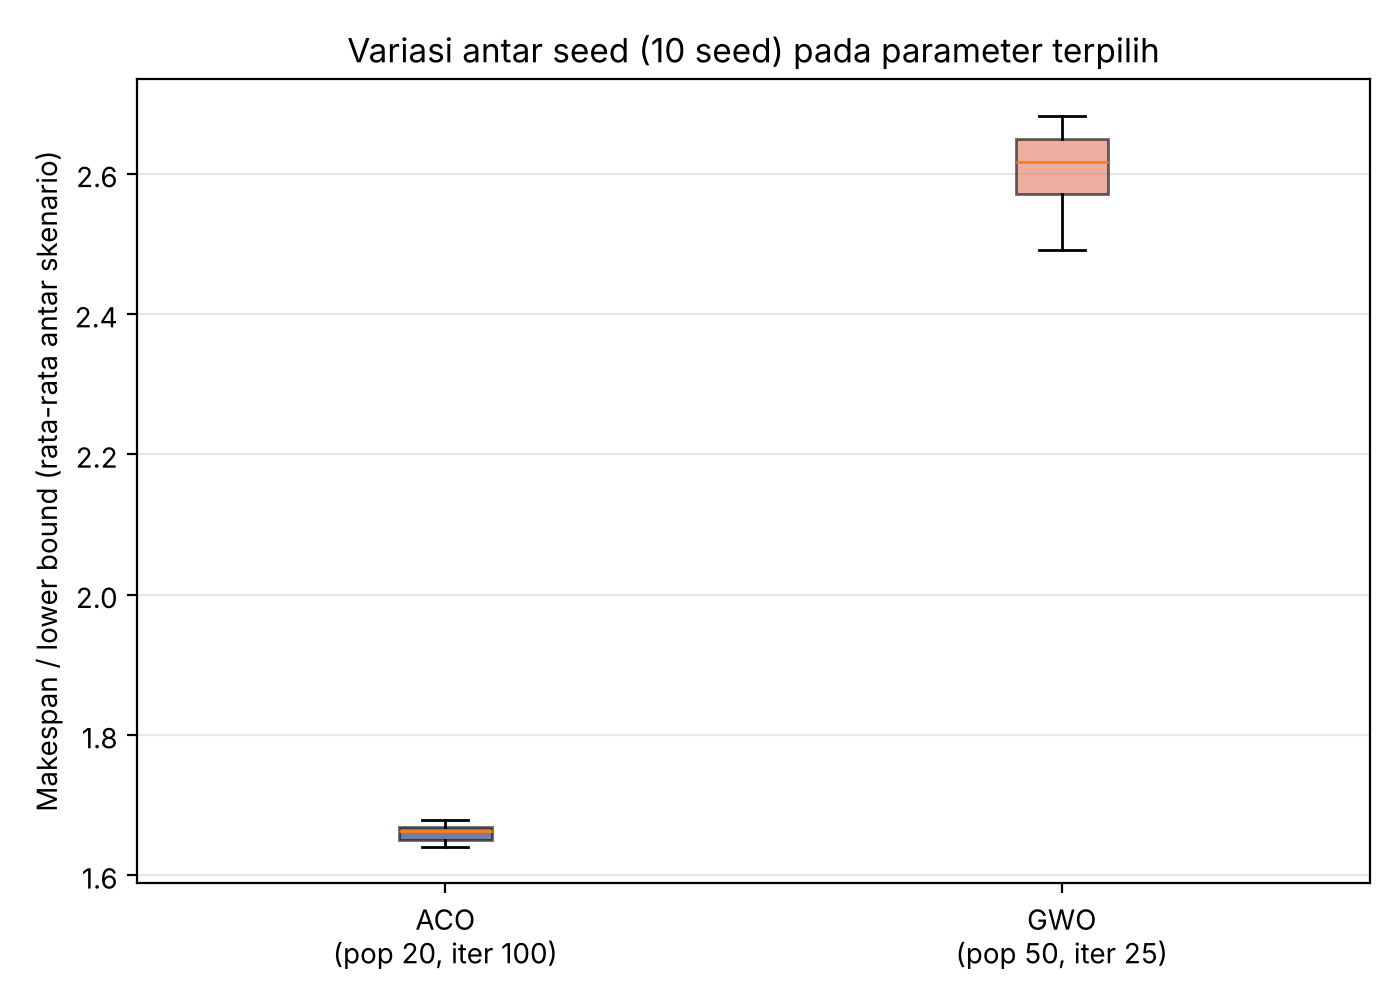 Variasi antar seed (10 seed) pada parameter terpilih
Makespan / lower bound (rata-rata antar skenario)
2.6
2.4
2.2
2.0
1.8
1.6
ACO
(pop 20, iter 100)
GWO
(pop 50, iter 25)